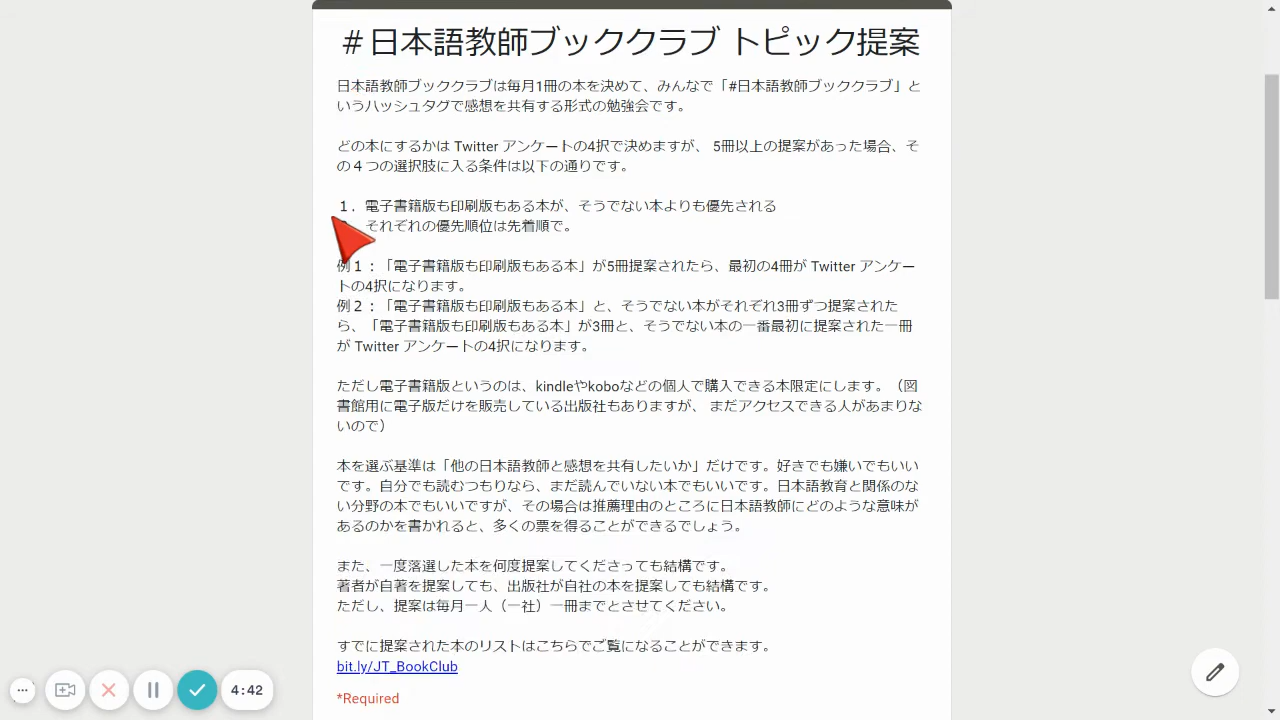 ＃日本語教師ブッククラブ トピック提案
日本語教師ブッククラブは毎月1冊の本を決めて、みんなで「#日本語教師ブッククラブ」と
いうハッシュタグで感想を共有する形式の勉強会です。
どの本にするかは Twitter アンケートの4択で決めますが、 5冊以上の提案があった場合、そ
の４つの選択肢に入る条件は以下の通りです。
１．電子書籍版も印刷版もある本が、そうでない本よりも優先される
それぞれの優先順位は先着順で。
例１：「電子書籍版も印刷版もある本」が5冊提案されたら、最初の4冊が Twitter アンケー
トの4択になります。
例２：「電子書籍版も印刷版もある本」と、そうでない本がそれぞれ3冊ずつ提案された
ら、「電子書籍版も印刷版もある本」が3冊と、そうでない本の一番最初に提案された一冊
が Twitter アンケートの4択になります。
ただし電子書籍版というのは、kindleやkoboなどの個人で購入できる本限定にします。（図
書館用に電子版だけを販売している出版社もありますが、 まだアクセスできる人があまりな
いので）
本を選ぶ基準は「他の日本語教師と感想を共有したいか」だけです。好きでも嫌いでもいい
です。自分でも読むつもりなら、まだ読んでいない本でもいいです。日本語教育と関係のな
い分野の本でもいいですが、その場合は推薦理由のところに日本語教師にどのような意味が
あるのかを書かれると、多くの票を得ることができるでしょう。
また、一度落選した本を何度提案してくださっても結構です。
著者が自著を提案しても、出版社が自社の本を提案しても結構です。
ただし、提案は毎月一人（一社）一冊までとさせてください。
すでに提案された本のリストはこちらでご覧になることができます。
bit.ly/JT_BookClub
*Required
4:42